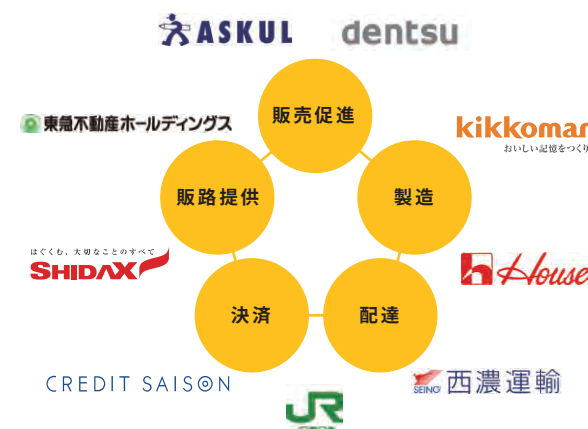 ASKUL
dentsu
販売促進
東急不動産ホールディングス
kikkoman
おいしい記憶をつくり
販路提供
製造
はぐくむ、大切なことのすべて
SHIDAX
House
決済
配達
CREDIT SAISON
SEINO 西濃運輸
JR